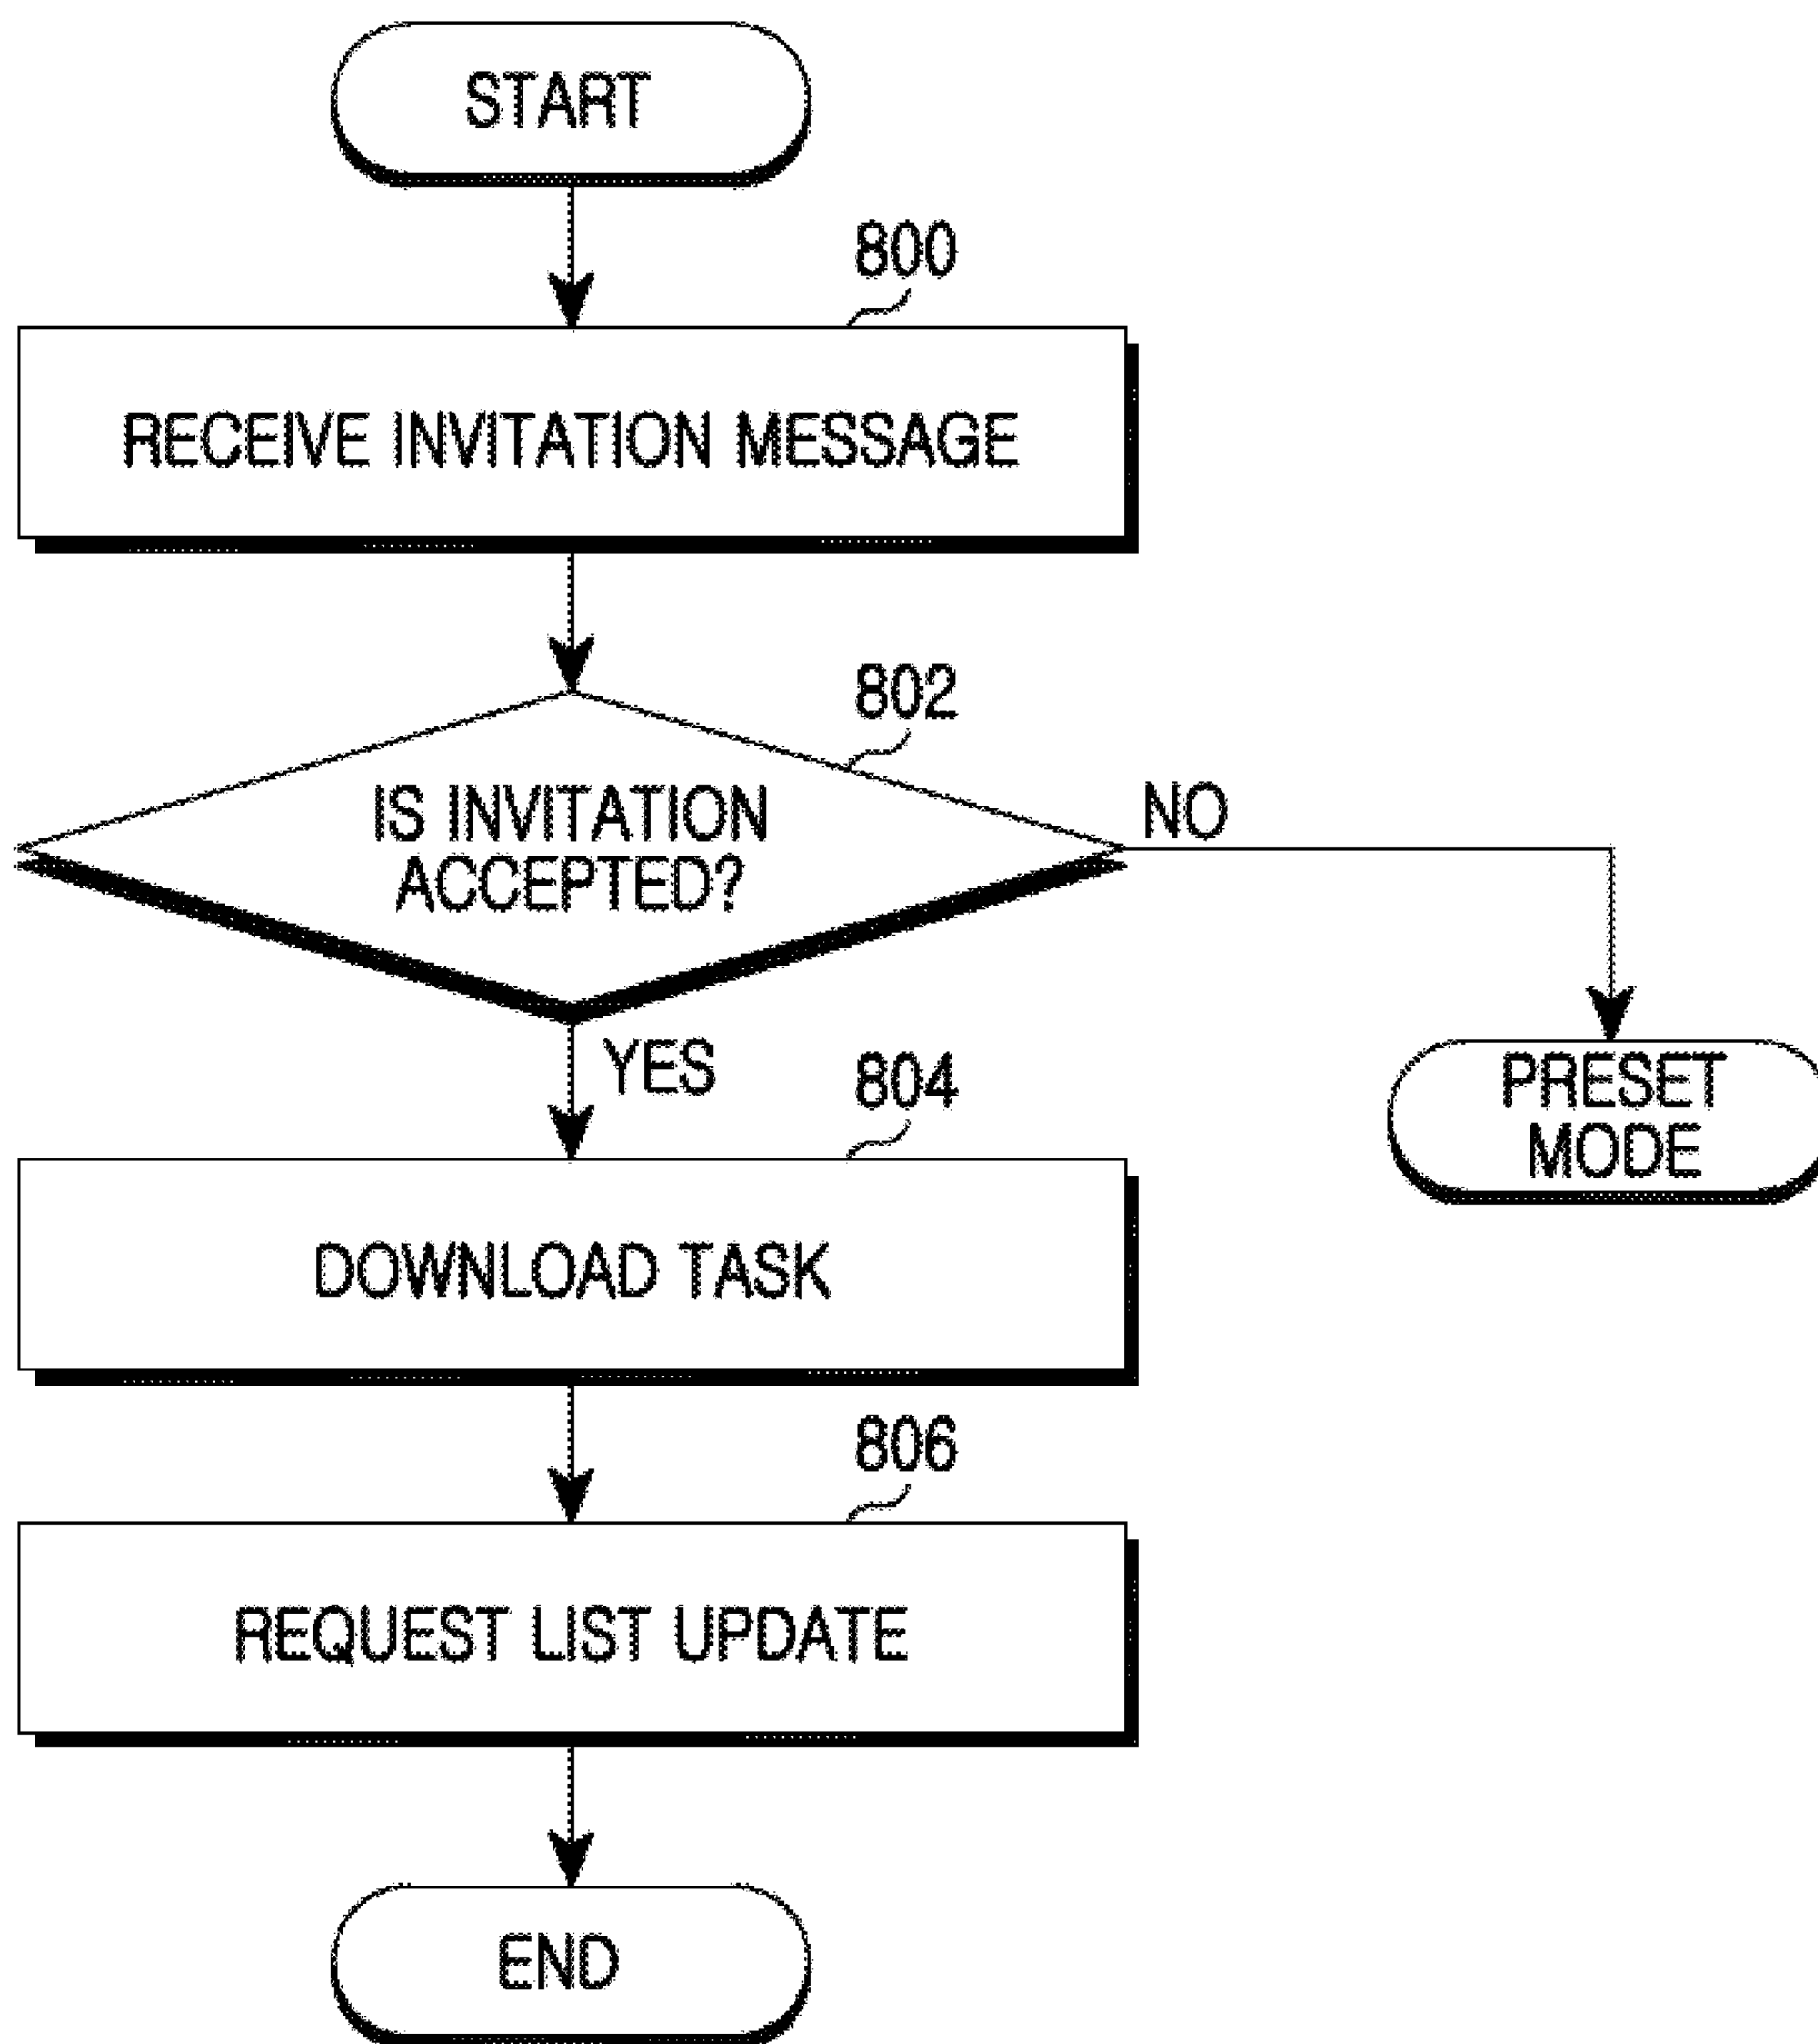 START
800
RECEIVE INVITATION MESSAGE
802
IS INVITATION
ACCEPTED?
NO
YES
PRESET
MODE
804
DOWNLOAD TASK
806
REQUEST LIST UPDATE
END